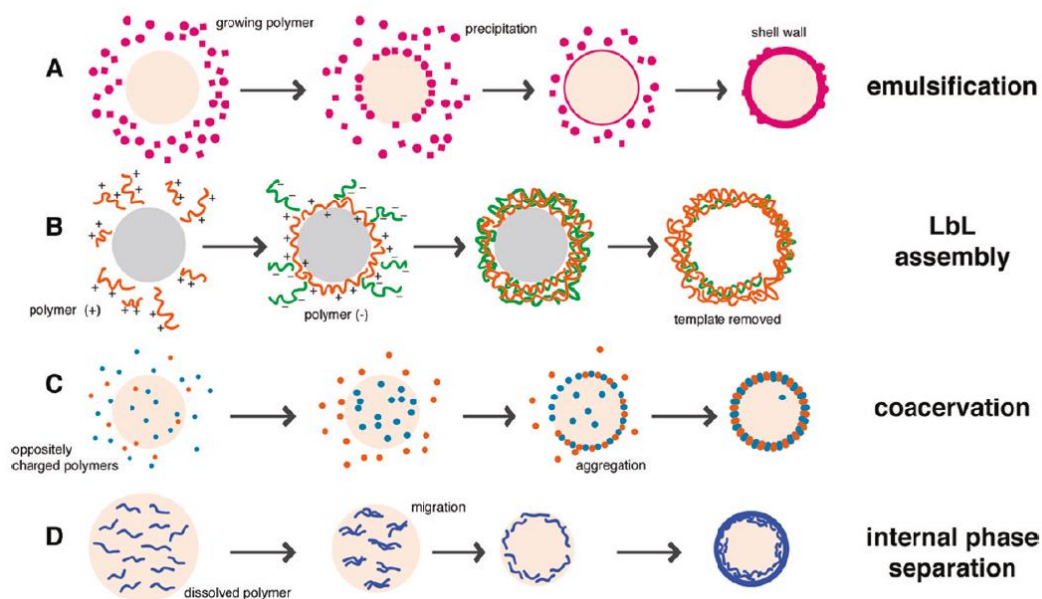 growing polymer
precipitation
shell wall
A
emulsification
+ + + + + + + + + + + + + + +
B
LbL
assembly
polymer (+)
polymer (-)
template removed
C
coacervation
oppositely
charged polymers
aggregation
D
migration
internal phase
separation
dissolved polymer